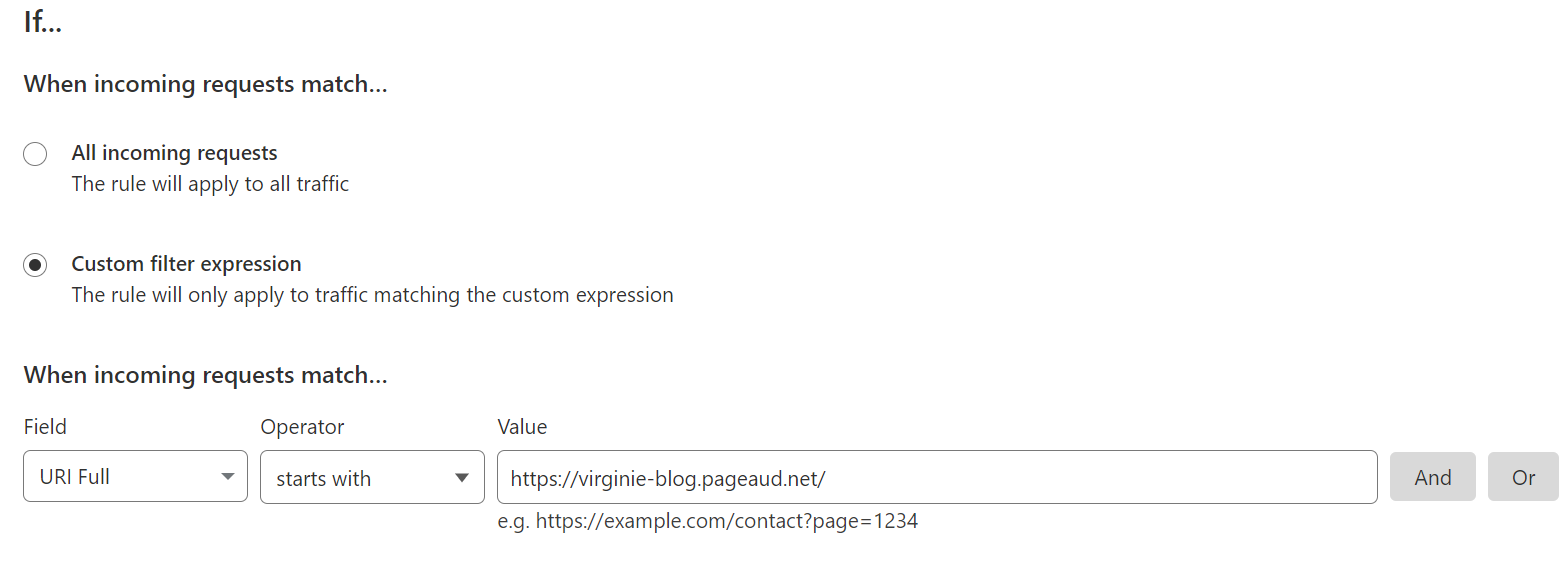 If...
When incoming requests match…
All incoming requests
The rule will apply to all traffic
Custom filter expression
The rule will only apply to traffic matching the custom expression
When incoming requests match…
Field
Operator
Value
URI Full
starts with
https://virginie-blog.pageaud.net/
And
Or
e.g. https://example.com/contact?page=1234